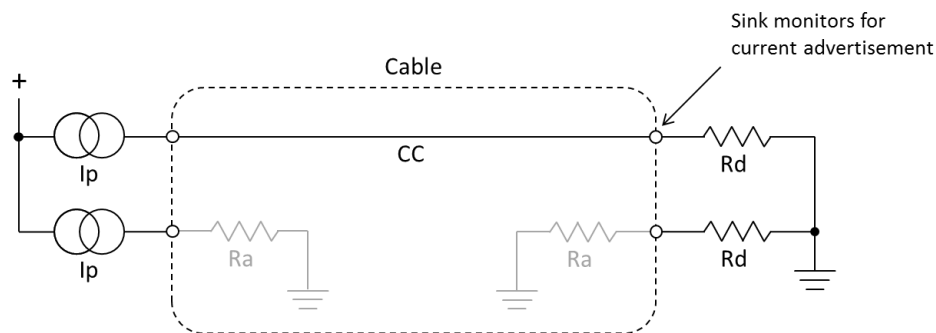 Sink monitors for
current advertisement
Cable
+
Ip
CC
Rd
Ip
Ra
Ra
Rd